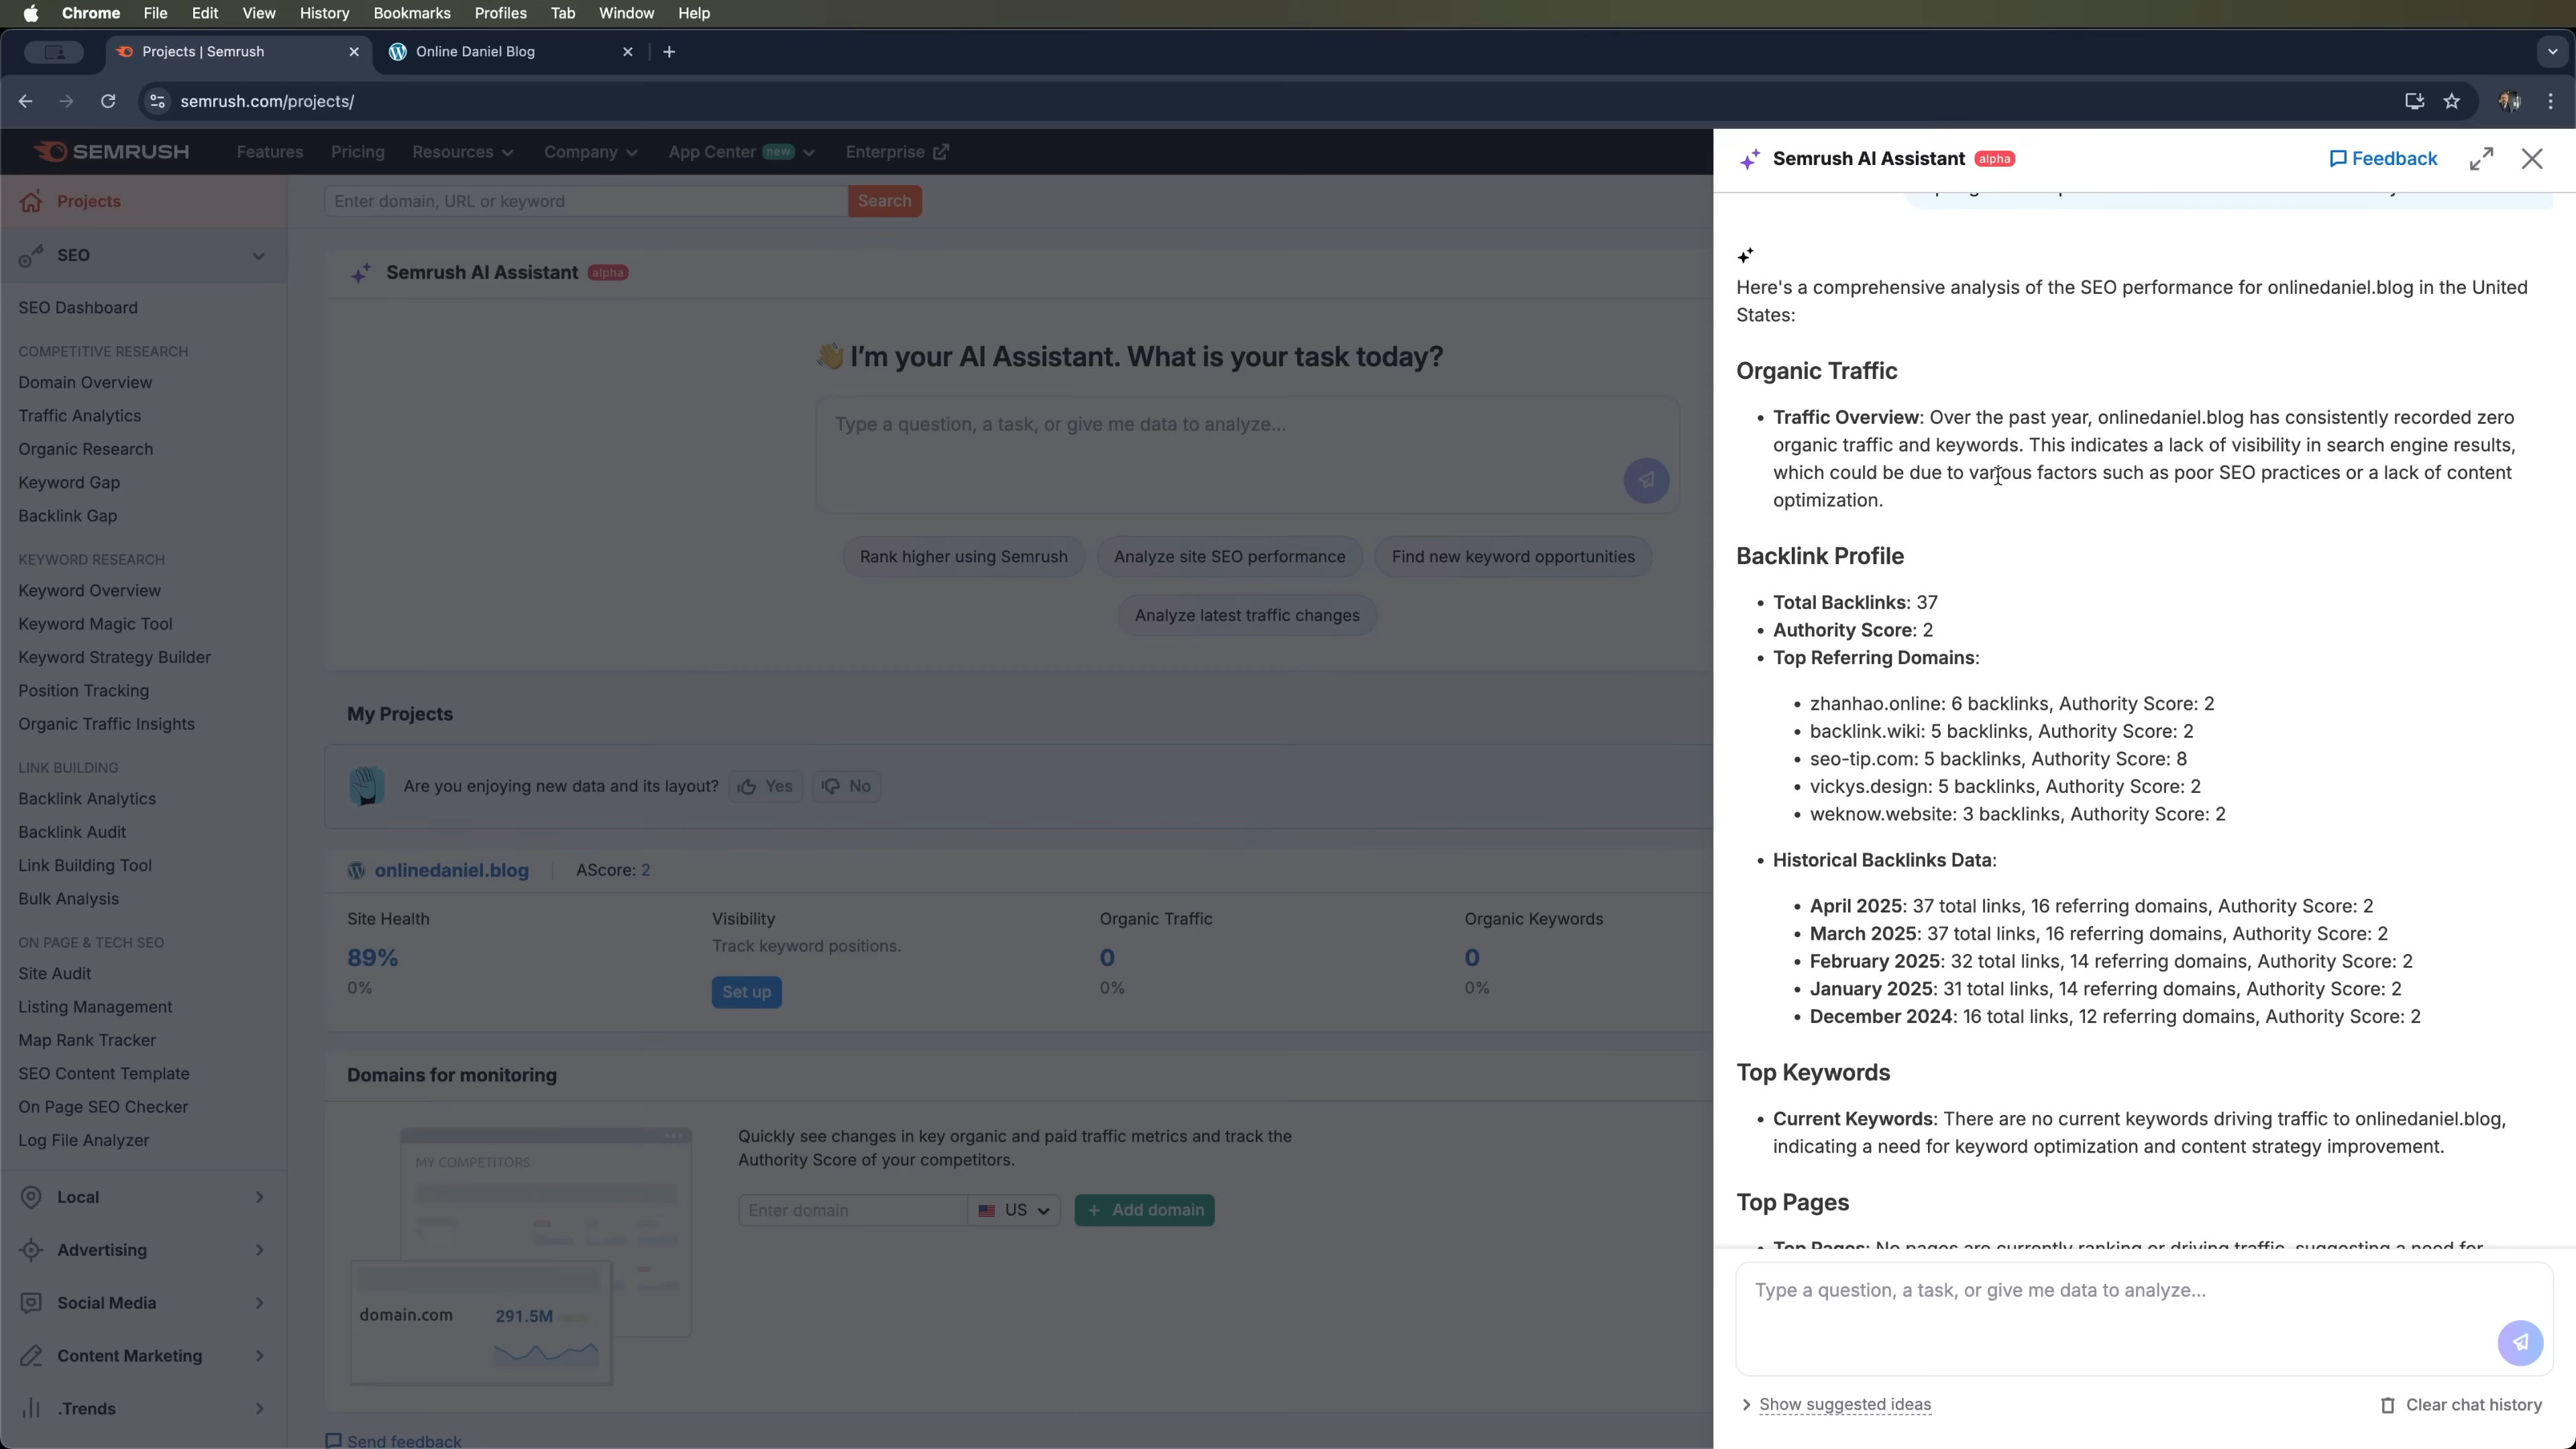 Chrome File Edit View History Bookmarks Profiles Tab Window Help
Projects | Semrush
Online Daniel Blog
semrush.com/projects/
SEMRUSH
Features
Pricing
Resources
Company
App Center new
Enterprise
Projects
SEO
SEO Dashboard
COMPETITIVE RESEARCH
Domain Overview
Traffic Analytics
Organic Research
Keyword Gap
Backlink Gap
KEYWORD RESEARCH
Keyword Overview
Keyword Magic Tool
Keyword Strategy Builder
Position Tracking
Organic Traffic Insights
LINK BUILDING
Backlink Analytics
Backlink Audit
Link Building Tool
Bulk Analysis
ON PAGE & TECH SEO
Site Audit
Listing Management
Map Rank Tracker
SEO Content Template
On Page SEO Checker
Log File Analyzer
Local
Advertising
Social Media
Content Marketing
.Trends
Enter domain, URL or keyword
Search
Semrush AI Assistant alpha
👋 I'm your AI Assistant. What is your task today?
Type a question, a task, or give me data to analyze...
Rank higher using Semrush
Analyze site SEO performance
Find new keyword opportunities
Analyze latest traffic changes
My Projects
Are you enjoying new data and its layout?
Yes
No
onlinedaniel.blog
AScore: 2
Site Health
89%
0%
Visibility
Track keyword positions.
Set up
Organic Traffic
0
0%
Organic Keywords
0
0%
Domains for monitoring
MY COMPETITORS
domain.com
291.5M
Quickly see changes in key organic and paid traffic metrics and track the
Authority Score of your competitors.
Enter domain
US
+ Add domain
Send feedback
Semrush AI Assistant alpha
Feedback
Here's a comprehensive analysis of the SEO performance for onlinedaniel.blog in the United
States:
Organic Traffic
• Traffic Overview: Over the past year, onlinedaniel.blog has consistently recorded zero
organic traffic and keywords. This indicates a lack of visibility in search engine results,
which could be due to various factors such as poor SEO practices or a lack of content
optimization.
Backlink Profile
• Total Backlinks: 37
• Authority Score: 2
• Top Referring Domains:
• zhanhao.online: 6 backlinks, Authority Score: 2
• backlink.wiki: 5 backlinks, Authority Score: 2
• seo-tip.com: 5 backlinks, Authority Score: 8
• vickys.design: 5 backlinks, Authority Score: 2
• weknow.website: 3 backlinks, Authority Score: 2
• Historical Backlinks Data:
• April 2025: 37 total links, 16 referring domains, Authority Score: 2
• March 2025: 37 total links, 16 referring domains, Authority Score: 2
• February 2025: 32 total links, 14 referring domains, Authority Score: 2
• January 2025: 31 total links, 14 referring domains, Authority Score: 2
• December 2024: 16 total links, 12 referring domains, Authority Score: 2
Top Keywords
• Current Keywords: There are no current keywords driving traffic to onlinedaniel.blog,
indicating a need for keyword optimization and content strategy improvement.
Top Pages
• Top Pages: No pages are currently ranking or driving traffic, suggesting a need for
Type a question, a task, or give me data to analyze...
Show suggested ideas
Clear chat history